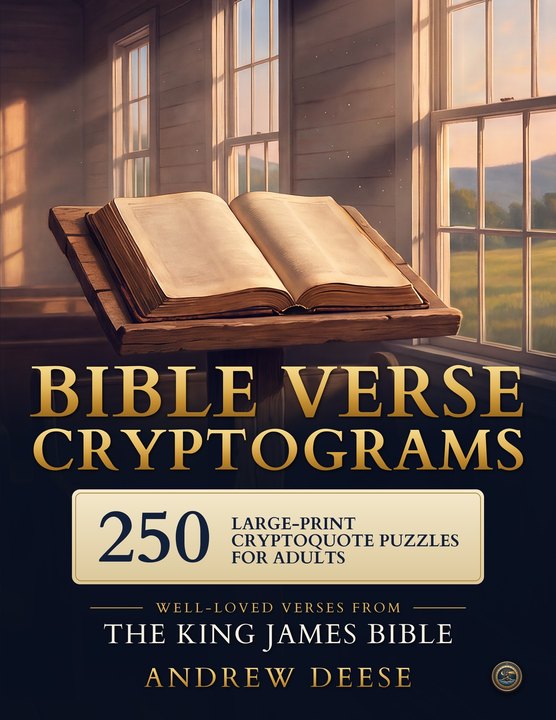 BIBLE VERSE
CRYPTOGRAMS
250
LARGE-PRINT
CRYPTOQUOTE PUZZLES
FOR ADULTS
WELL-LOVED VERSES FROM
THE KING JAMES BIBLE
ANDREW DEESE